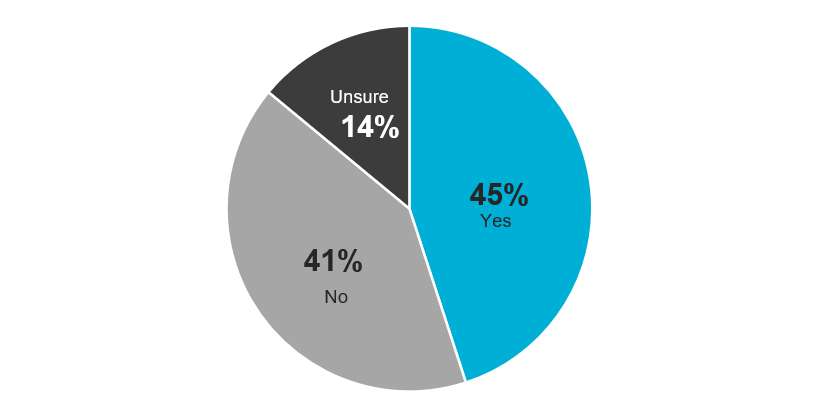 Unsure
14%
45%
Yes
41%
No